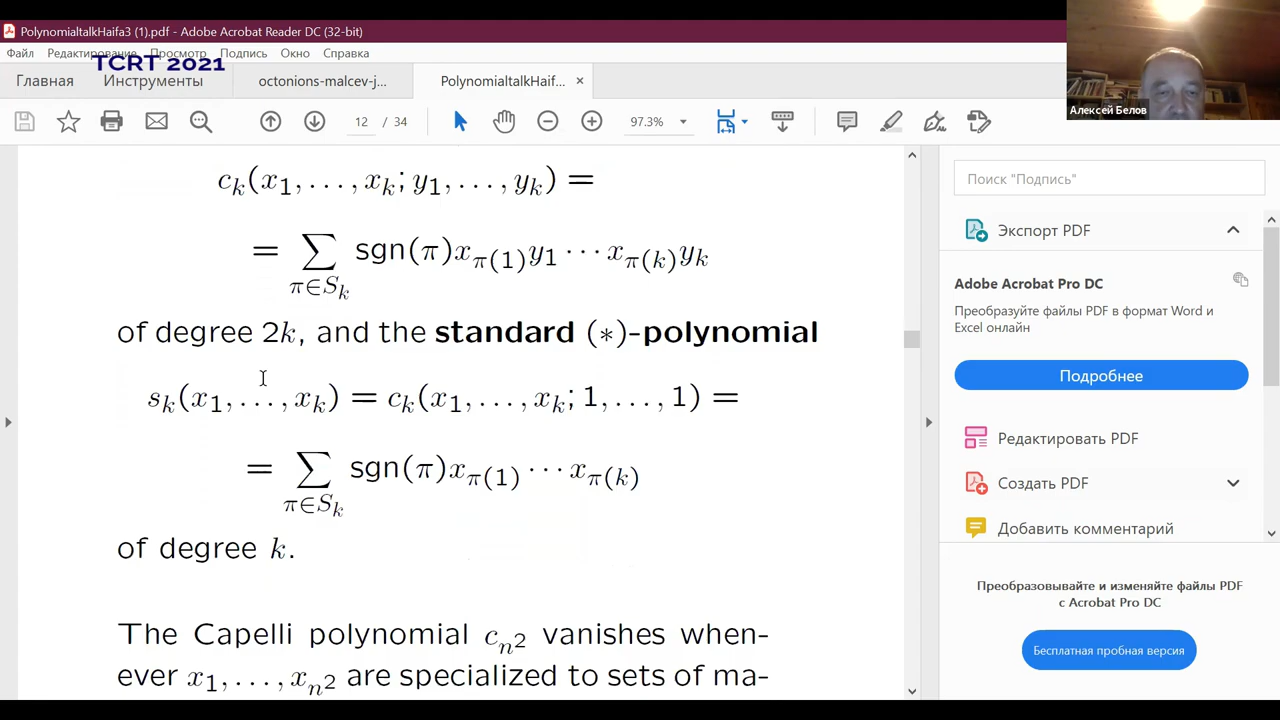 PolynomialtalkHaifa3 (1).pdf - Adobe Acrobat Reader DC (32-bit)
Файл Редактирование Просмотр Подпись Окно Справка
TCRT 2021
Главная Инструменты octonions-malcev-j... PolynomialtalkHaif... ×
12 / 34 97.3%
Алексей Белов
c_k(x_1, . . . , x_k; y_1, . . . , y_k) =
= ∑_{π∈S_k} sgn(π)x_{π(1)}y_1 · · · x_{π(k)}y_k
of degree 2k, and the standard (∗)-polynomial
s_k(x_1, . . . , x_k) = c_k(x_1, . . . , x_k; 1, . . . , 1) =
= ∑_{π∈S_k} sgn(π)x_{π(1)} · · · x_{π(k)}
of degree k.
The Capelli polynomial c_{n^2} vanishes when-
ever x_1, . . . , x_{n^2} are specialized to sets of ma-
Поиск "Подпись"
Экспорт PDF
Adobe Acrobat Pro DC
Преобразуйте файлы PDF в формат Word и
Excel онлайн
Подробнее
Редактировать PDF
Создать PDF
Добавить комментарий
Преобразовывайте и изменяйте файлы PDF
с Acrobat Pro DC
Бесплатная пробная версия